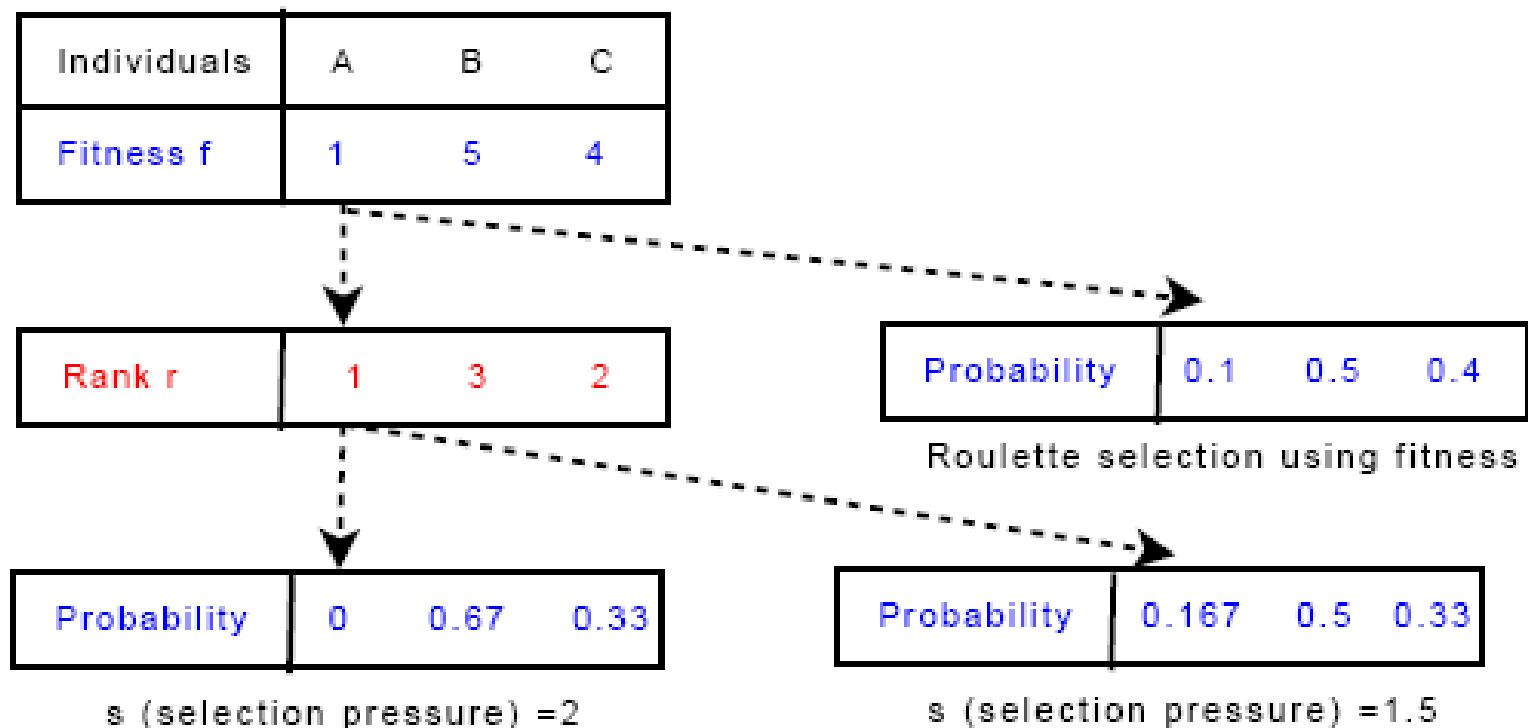 Individuals A B C
Fitness f 1 5 4
Rank r 1 3 2
Probability 0.1 0.5 0.4
Roulette selection using fitness
Probability 0 0.67 0.33
s (selection pressure) =2
Probability 0.167 0.5 0.33
s (selection pressure) =1.5